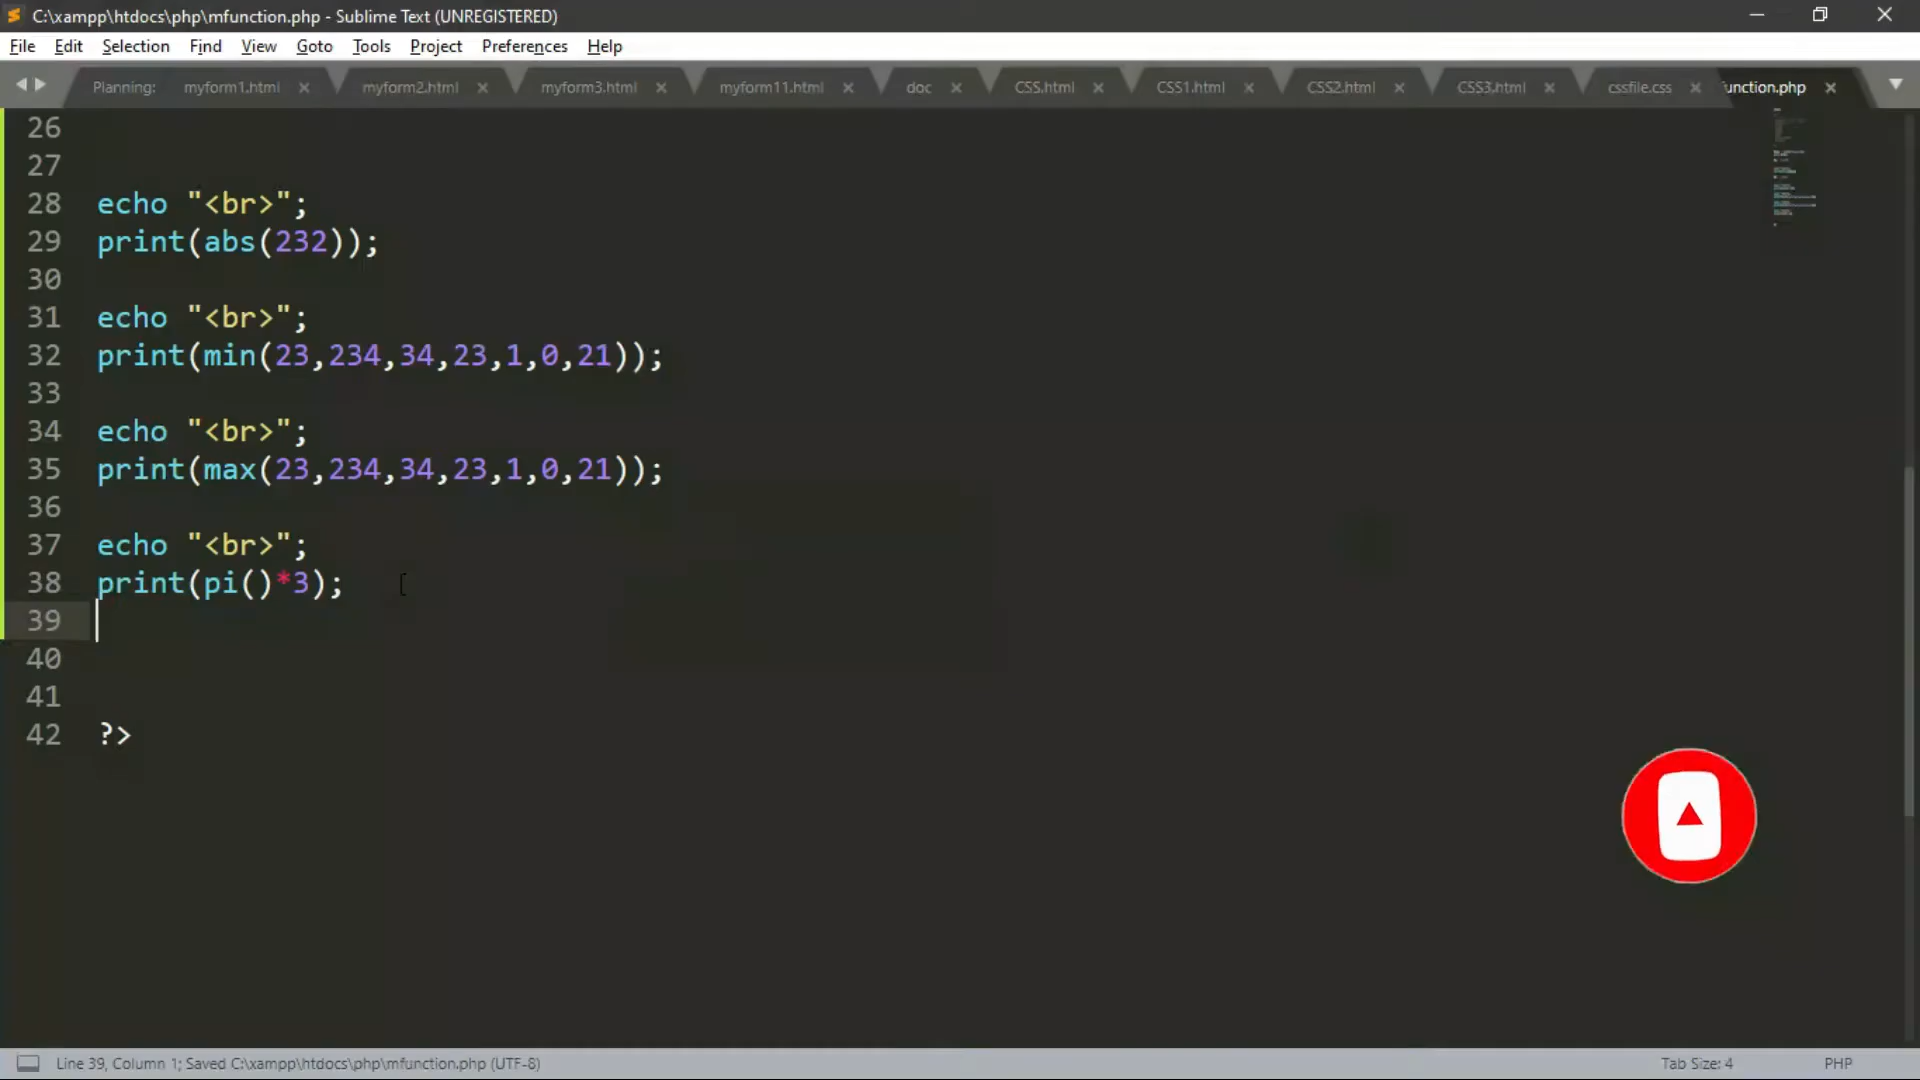 C:\xampp\htdocs\php\mfunction.php - Sublime Text (UNREGISTERED)
File Edit Selection Find View Goto Tools Project Preferences Help
Planning: myform1.html myform2.html myform3.html myform11.html doc CSS.html CSS1.html CSS2.html CSS3.html cssfile.css unction.php
26
27
28 echo "<br>";
29 print(abs(232));
30
31 echo "<br>";
32 print(min(23,234,34,23,1,0,21));
33
34 echo "<br>";
35 print(max(23,234,34,23,1,0,21));
36
37 echo "<br>";
38 print(pi()*3);
39
40
41
42 ?>
Line 39, Column 1; Saved C:\xampp\htdocs\php\mfunction.php (UTF-8) Tab Size: 4 PHP